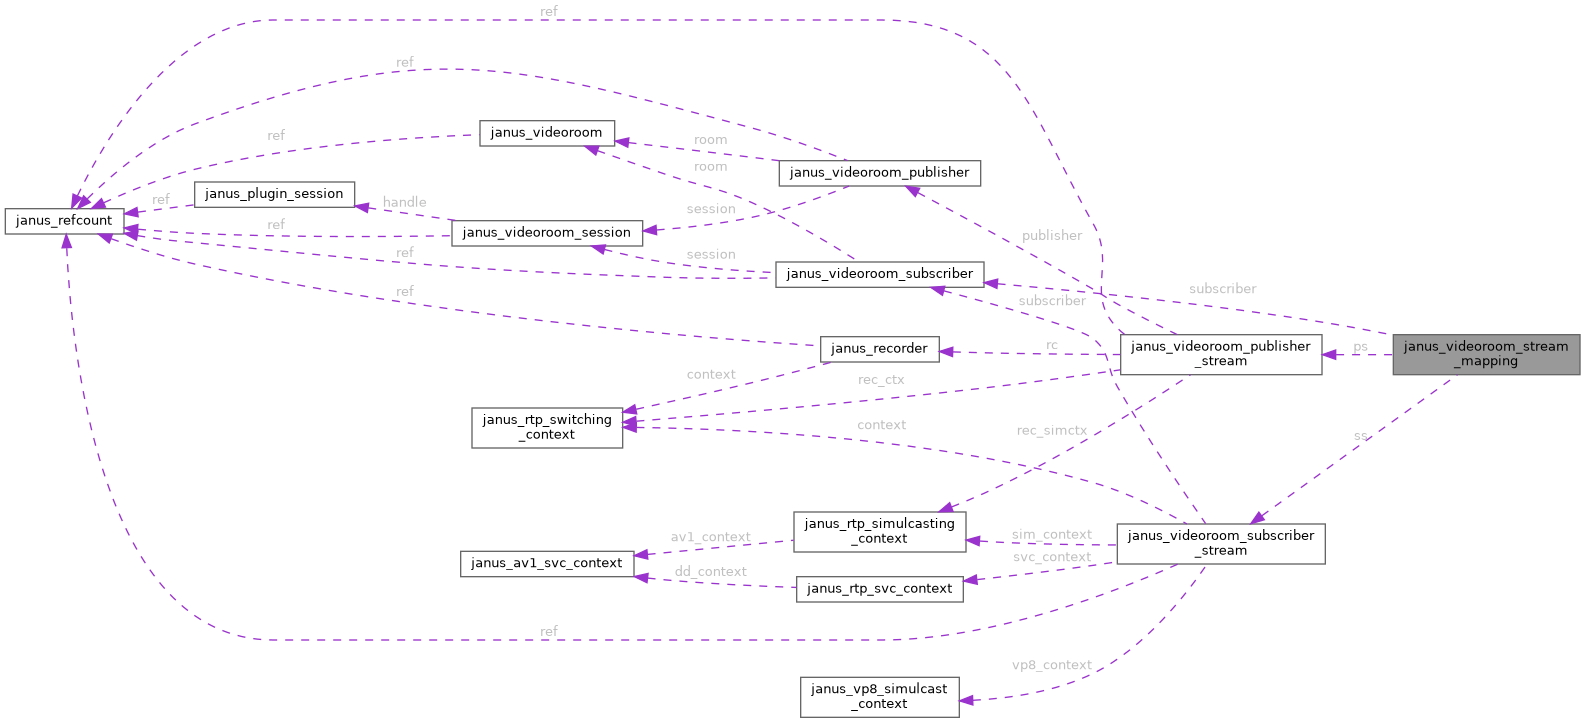 ref
ref
janus_videoroom
ref
room
room
janus_videoroom_publisher
janus_plugin_session
ref
handle
janus_refcount
session
ref
janus_videoroom_session
publisher
ref
session
janus_videoroom_subscriber
subscriber
subscriber
ref
janus_recorder
rc
janus_videoroom_publisher
_stream
ps
janus_videoroom_stream
_mapping
context
rec_ctx
janus_rtp_switching
_context
context
rec_simctx
ss
janus_rtp_simulcasting
_context
av1_context
sim_context
janus_videoroom_subscriber
_stream
janus_av1_svc_context
dd_context
svc_context
janus_rtp_svc_context
ref
vp8_context
janus_vp8_simulcast
_context